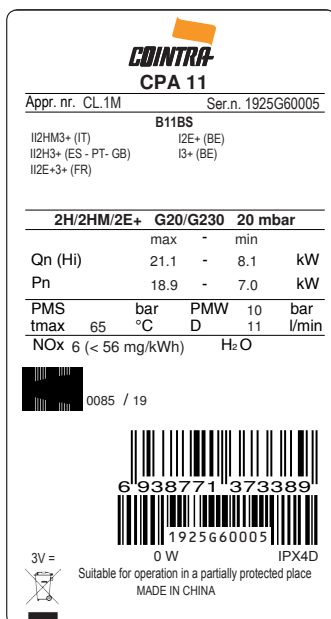 COINTRA
CPA 11
Appr. nr. CL.1M Ser.n. 1925G60005
B11BS
II2HM3+ (IT) I2E+ (BE)
II2H3+ (ES - PT- GB) I3+ (BE)
II2E+3+ (FR)
2H/2HM/2E+ G20/G230 20 mbar
max - min
Qn (Hi) 21.1 - 8.1 kW
Pn 18.9 - 7.0 kW
PMS bar PMW 10 bar
tmax 65 °C D 11 l/min
NOx 6 (< 56 mg/kWh) H₂O
0085 / 19
6 938771 373389
1925G60005
3V = 0 W IPX4D
Suitable for operation in a partially protected place
MADE IN CHINA